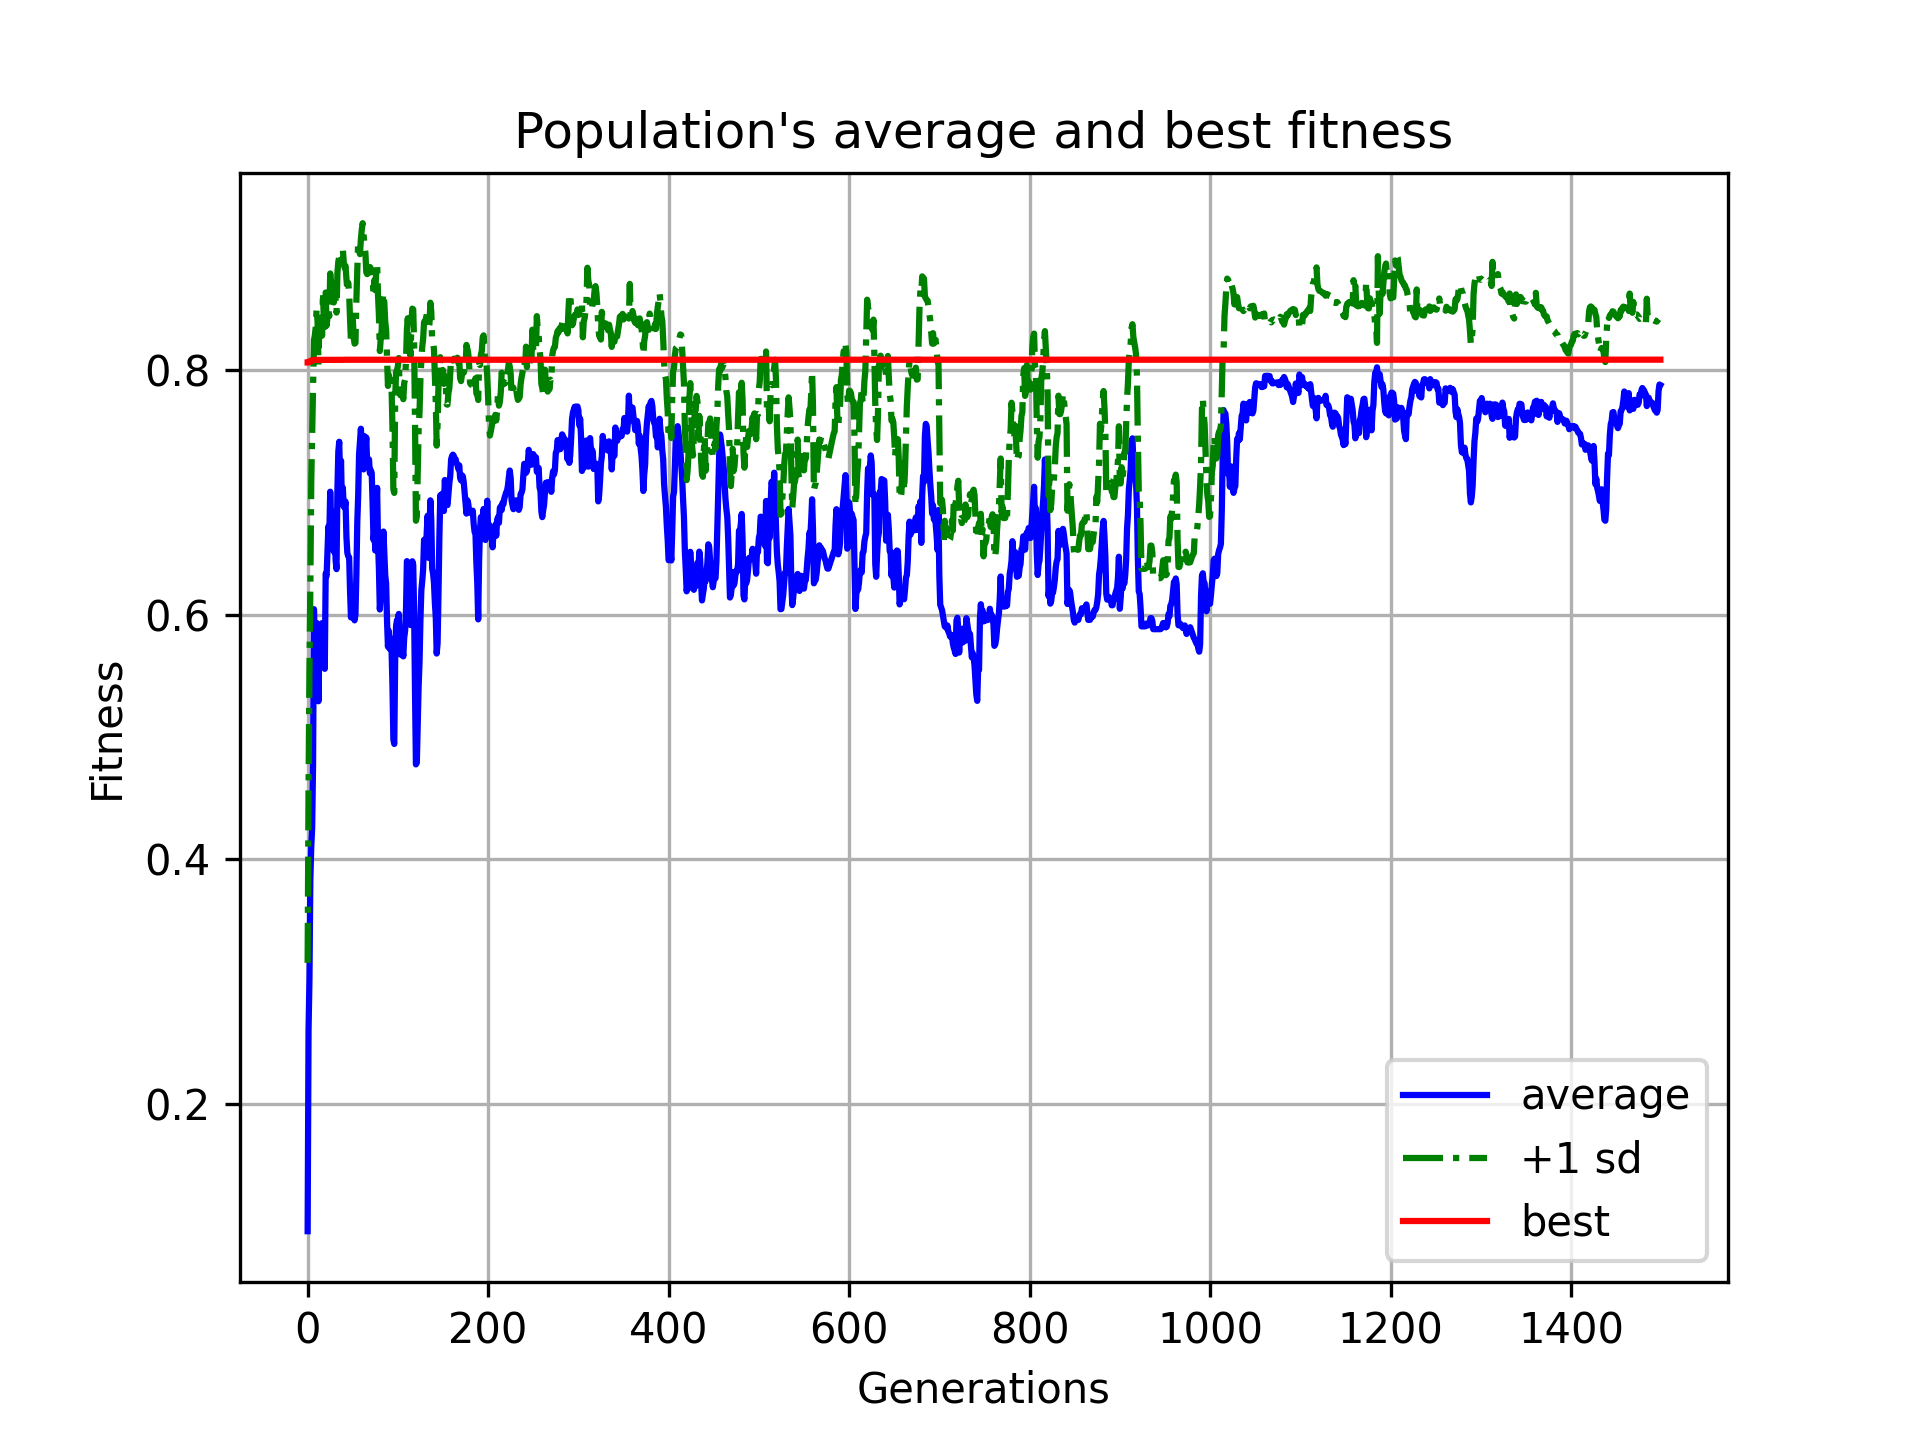 Population's average and best fitness
Fitness
0.8
0.6
0.4
0.2
0 200 400 600 800 1000 1200 1400
Generations
average
+1 sd
best